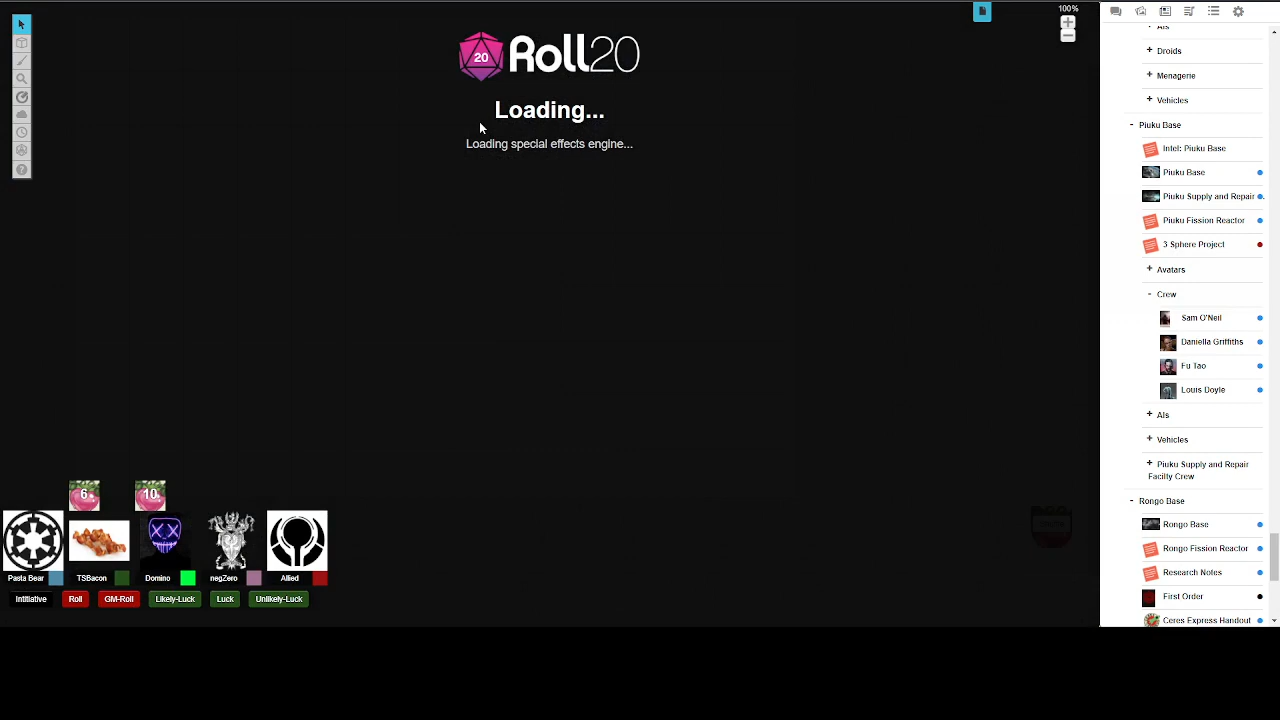 100%
20 Roll20
Loading...
Loading special effects engine...
AIs
+ Droids
+ Menagerie
+ Vehicles
- Piuku Base
Intel: Piuku Base
Piuku Base
Piuku Supply and Repair
Piuku Fission Reactor
3 Sphere Project
+ Avatars
- Crew
Sam O'Neil
Daniella Griffiths
Fu Tao
Louis Doyle
+ AIs
+ Vehicles
+ Piuku Supply and Repair
Facilty Crew
- Rongo Base
Rongo Base
Rongo Fission Reactor
Research Notes
First Order
Ceres Express Handout
6 10
Pasta Bear TSBacon Domino negZero Allied
Intitiative Roll GM-Roll Likely-Luck Luck Unlikely-Luck